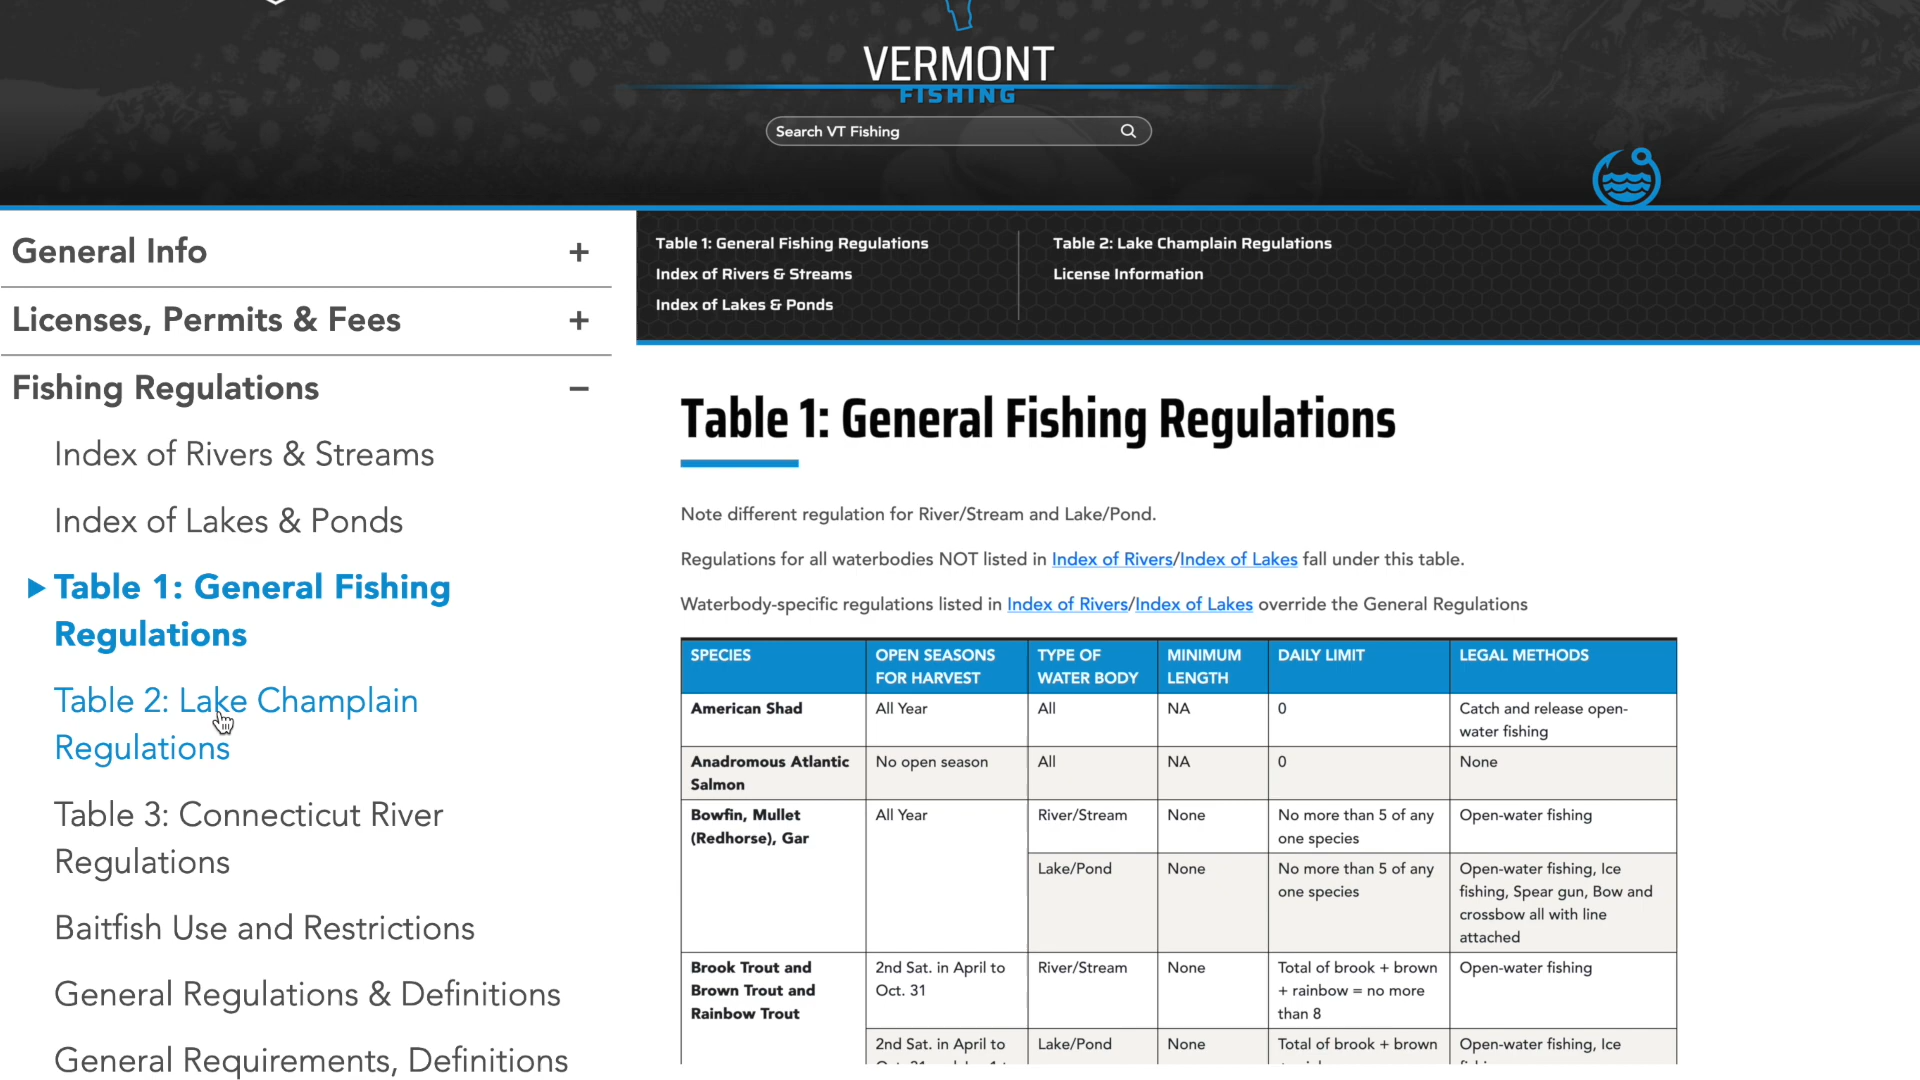 VERMONT
FISHING
Search VT Fishing
General Info
Licenses, Permits & Fees
Fishing Regulations
Index of Rivers & Streams
Index of Lakes & Ponds
Table 1: General Fishing
Regulations
Table 2: Lake Champlain
Regulations
Table 3: Connecticut River
Regulations
Baitfish Use and Restrictions
General Regulations & Definitions
General Requirements, Definitions
Table 1: General Fishing Regulations
Index of Rivers & Streams
Index of Lakes & Ponds
Table 2: Lake Champlain Regulations
License Information
Table 1: General Fishing Regulations
Note different regulation for River/Stream and Lake/Pond.
Regulations for all waterbodies NOT listed in Index of Rivers/Index of Lakes fall under this table.
Waterbody-specific regulations listed in Index of Rivers/Index of Lakes override the General Regulations
SPECIES
OPEN SEASONS
FOR HARVEST
TYPE OF
WATER BODY
MINIMUM
LENGTH
DAILY LIMIT
LEGAL METHODS
American Shad
All Year
All
NA
0
Catch and release open-
water fishing
Anadromous Atlantic
Salmon
No open season
All
NA
0
None
Bowfin, Mullet
(Redhorse), Gar
All Year
River/Stream
None
No more than 5 of any
one species
Open-water fishing
Lake/Pond
None
No more than 5 of any
one species
Open-water fishing, Ice
fishing, Spear gun, Bow and
crossbow all with line
attached
Brook Trout and
Brown Trout and
Rainbow Trout
2nd Sat. in April to
Oct. 31
River/Stream
None
Total of brook + brown
+ rainbow = no more
than 8
Open-water fishing
2nd Sat. in April to
Lake/Pond
None
Total of brook + brown
Open-water fishing, Ice